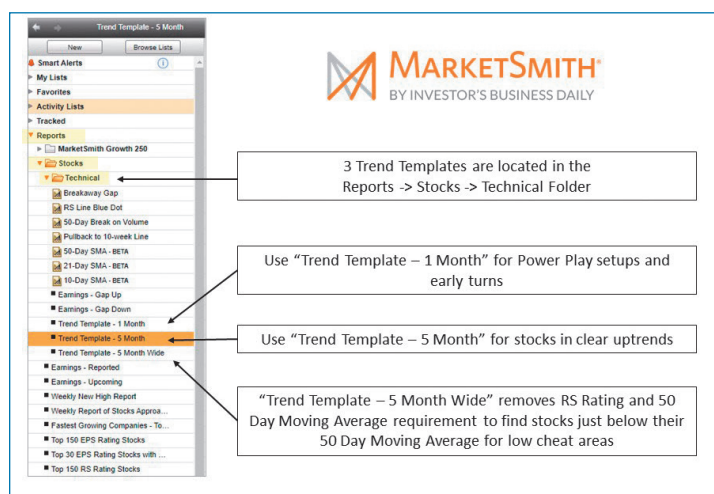 Trend Template - 5 Month
New
Browse Lists
Smart Alerts
My Lists
Favorites
Activity Lists
Tracked
Reports
MarketSmith Growth 250
Stocks
Technical
Breakaway Gap
RS Line Blue Dot
50-Day Break on Volume
Pullback to 10-week Line
50-Day SMA - BETA
21-Day SMA - BETA
10-Day SMA - BETA
Earnings - Gap Up
Earnings - Gap Down
Trend Template - 1 Month
Trend Template - 5 Month
Trend Template - 5 Month Wide
Earnings - Reported
Earnings - Upcoming
Weekly New High Report
Weekly Report of Stocks Approa...
Fastest Growing Companies - To...
Top 150 EPS Rating Stocks
Top 30 EPS Rating Stocks with ...
Top 150 RS Rating Stocks
MARKETSMITH®
BY INVESTOR'S BUSINESS DAILY
3 Trend Templates are located in the
Reports -> Stocks -> Technical Folder
Use “Trend Template – 1 Month” for Power Play setups and
early turns
Use “Trend Template – 5 Month” for stocks in clear uptrends
“Trend Template – 5 Month Wide” removes RS Rating and 50
Day Moving Average requirement to find stocks just below their
50 Day Moving Average for low cheat areas